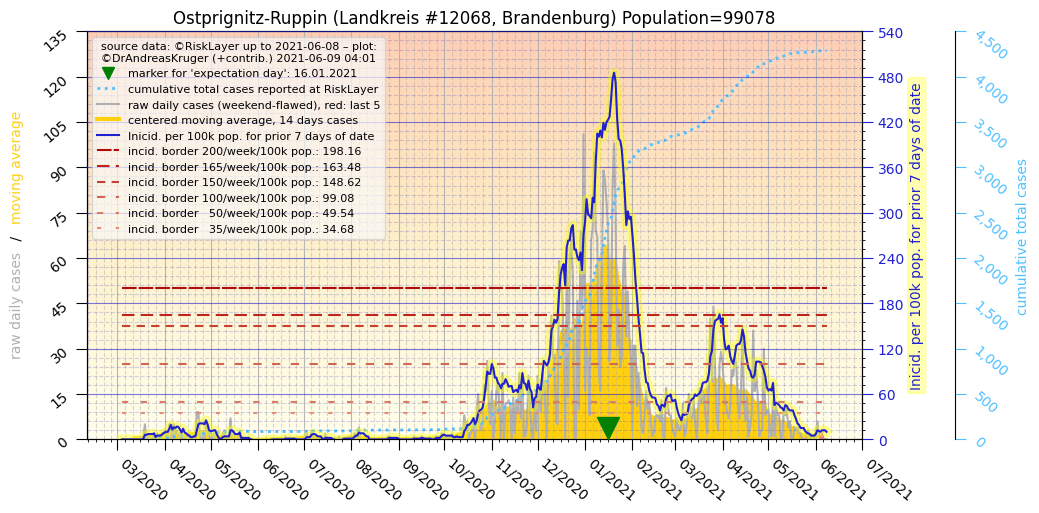 Ostprignitz-Ruppin (Landkreis #12068, Brandenburg) Population=99078
source data: ©RiskLayer up to 2021-06-08 – plot:
©DrAndreasKruger (+contrib.) 2021-06-09 04:01
marker for 'expectation day': 16.01.2021
cumulative total cases reported at RiskLayer
raw daily cases (weekend-flawed), red: last 5
centered moving average, 14 days cases
Inicid. per 100k pop. for prior 7 days of date
incid. border 200/week/100k pop.: 198.16
incid. border 165/week/100k pop.: 163.48
incid. border 150/week/100k pop.: 148.62
incid. border 100/week/100k pop.: 99.08
incid. border 50/week/100k pop.: 49.54
incid. border 35/week/100k pop.: 34.68
raw daily cases / moving average
135
120
105
90
75
60
45
30
15
0
03/2020
04/2020
05/2020
06/2020
07/2020
08/2020
09/2020
10/2020
11/2020
12/2020
01/2021
02/2021
03/2021
04/2021
05/2021
06/2021
07/2021
540
480
420
360
300
240
180
120
60
0
Inicid. per 100k pop. for prior 7 days of date
4,500
4,000
3,500
3,000
2,500
2,000
1,500
1,000
500
0
cumulative total cases